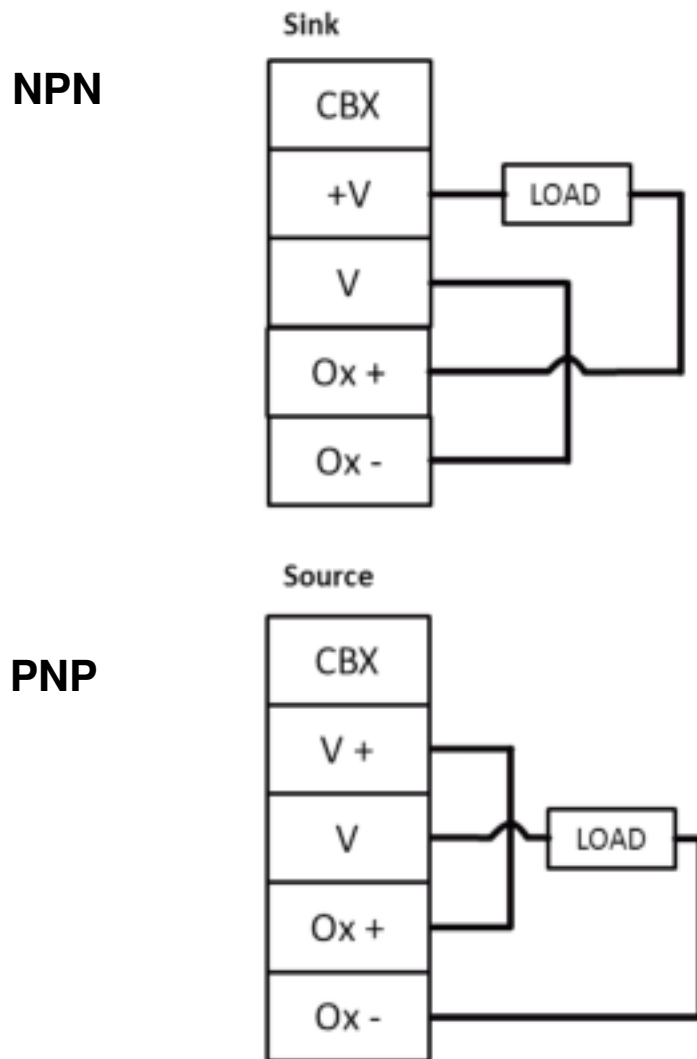 Sink
NPN
CBX
+V
LOAD
V
Ox +
Ox -
Source
PNP
CBX
V +
V
LOAD
Ox +
Ox -